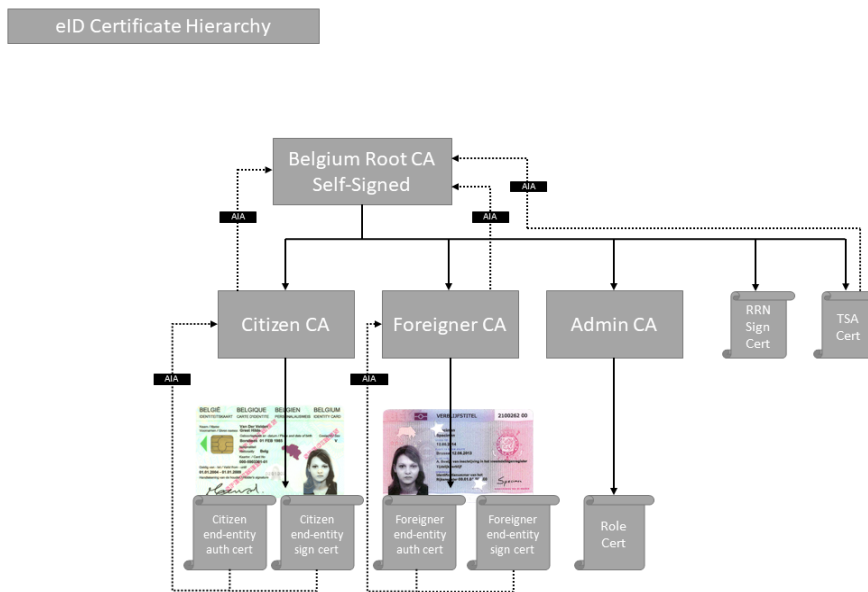 eID Certificate Hierarchy
Belgium Root CA
Self-Signed
AIA
AIA
AIA
Citizen CA
Foreigner CA
Admin CA
RRN
Sign
Cert
TSA
Cert
AIA
AIA
BELGIË BELGIQUE BELGIEN BELGIUM
VERBLIJFSTITEL 2100262 00
Citizen
end-entity
auth cert
Citizen
end-entity
sign cert
Foreigner
end-entity
auth cert
Foreigner
end-entity
sign cert
Role
Cert